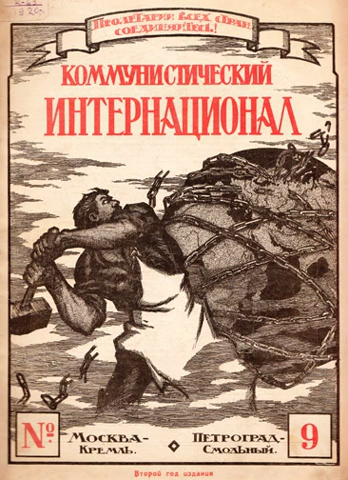 Пролетарии всех стран
соединяйтесь!
Коммунистический
Интернационал
№ 9
Москва-
Кремль.
Петроград-
Смольный.
Второй год издания